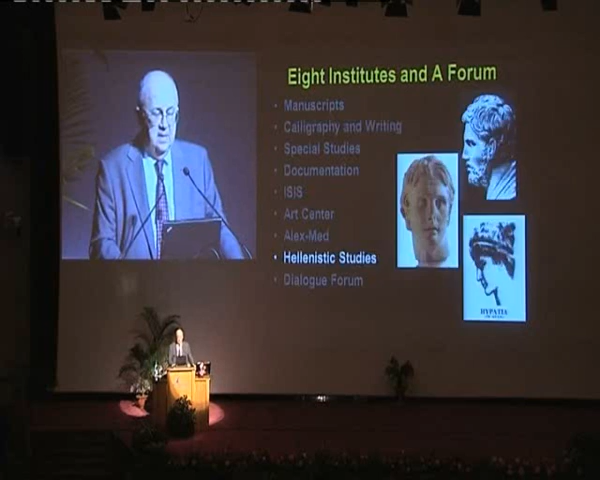 Eight Institutes and A Forum
• Manuscripts
• Calligraphy and Writing
• Special Studies
• Documentation
• ISIS
• Art Center
• Alex-Med
• Hellenistic Studies
• Dialogue Forum
HYPATIA